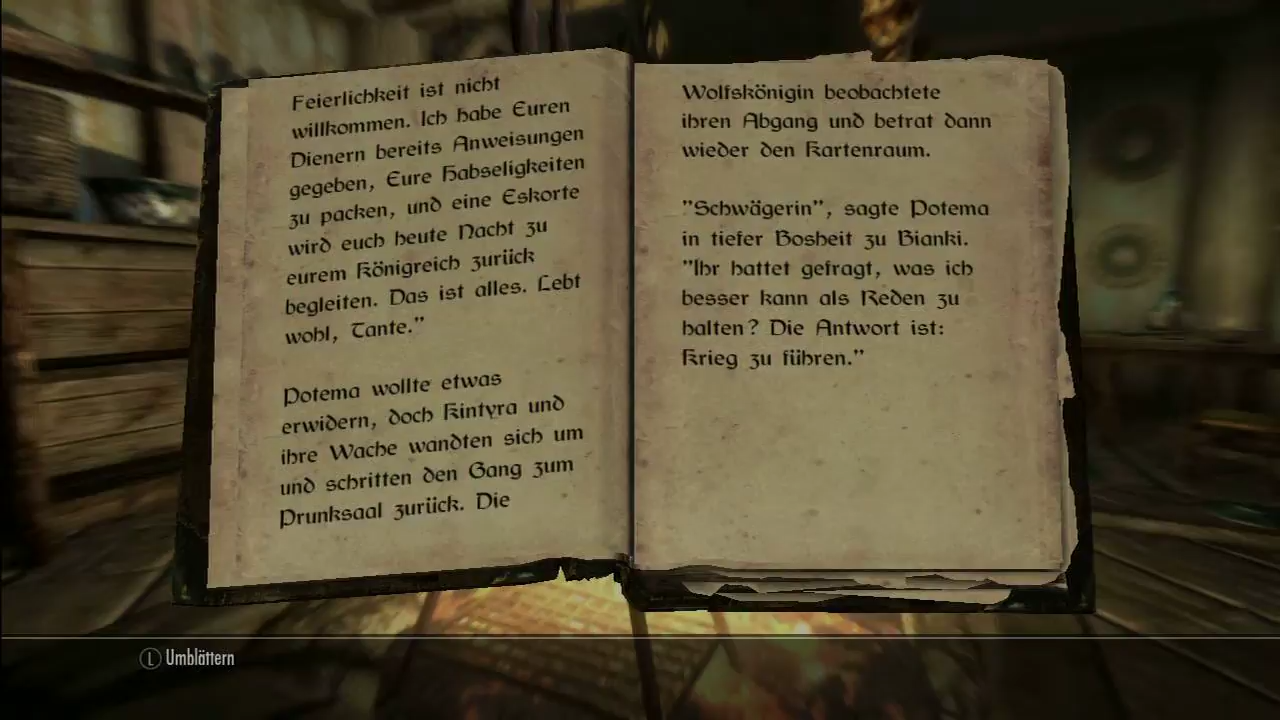 Feierlichkeit ist nicht
willkommen. Ich habe Euren
Dienern bereits Anweisungen
gegeben, Eure Habseligkeiten
zu packen, und eine Eskorte
wird euch heute Nacht zu
eurem Königreich zurück
begleiten. Das ist alles. Lebt
wohl, Tante."
Potema wollte etwas
erwidern, doch Kintyra und
ihre Wache wandten sich um
und schritten den Gang zum
Prunksaal zurück. Die
Wolfskönigin beobachtete
ihren Abgang und betrat dann
wieder den Kartenraum.
"Schwägerin", sagte Potema
in tiefer Bosheit zu Bianki.
"Ihr hattet gefragt, was ich
besser kann als Reden zu
halten? Die Antwort ist:
Krieg zu führen."
L Umblättern